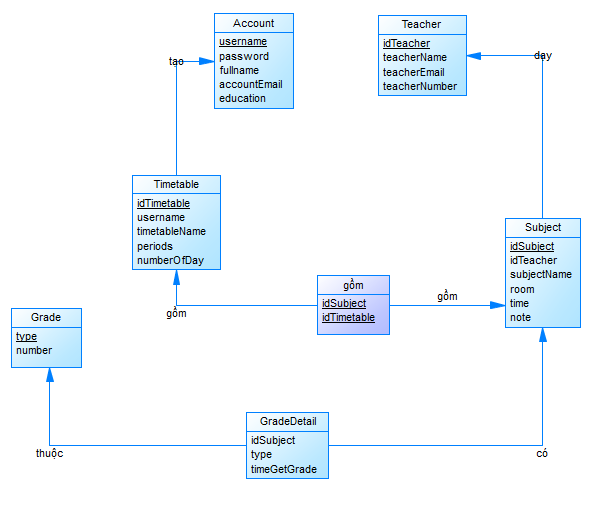 Account
username
password
fullname
accountEmail
education
Teacher
idTeacher
teacherName
teacherEmail
teacherNumber
tạo
dạy
Timetable
idTimetable
username
timetableName
periods
numberOfDay
Subject
idSubject
idTeacher
subjectName
room
time
note
gồm
idSubject
idTimetable
gồm
gồm
Grade
type
number
GradeDetail
idSubject
type
timeGetGrade
thuộc
có